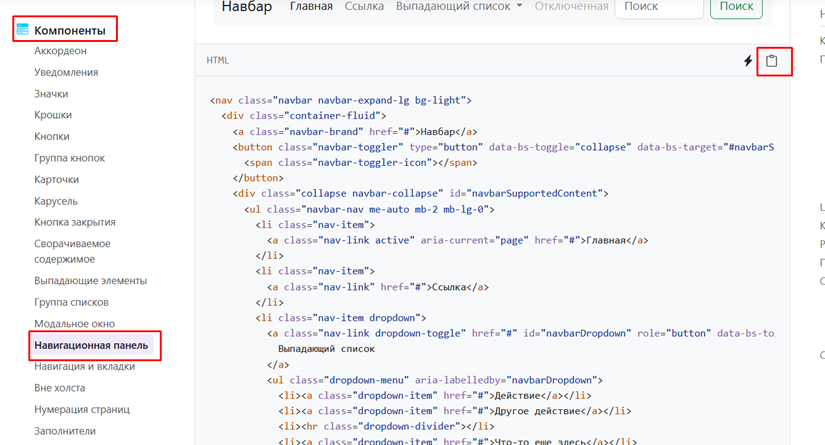 Навбар Главная Ссылка Выпадающий список Отключенная Поиск Поиск
Компоненты
Аккордеон
Уведомления
Значки
Крошки
Кнопки
Группа кнопок
Карточки
Карусель
Кнопка закрытия
Сворачиваемое
содержимое
Выпадающие элементы
Группа списков
Модальное окно
Навигационная панель
Навигация и вкладки
Вне холста
Нумерация страниц
Заполнители
HTML
<nav class="navbar navbar-expand-lg bg-light">
<div class="container-fluid">
<a class="navbar-brand" href="#">Навбар</a>
<button class="navbar-toggler" type="button" data-bs-toggle="collapse" data-bs-target="#navbarS
<span class="navbar-toggler-icon"></span>
</button>
<div class="collapse navbar-collapse" id="navbarSupportedContent">
<ul class="navbar-nav me-auto mb-2 mb-lg-0">
<li class="nav-item">
<a class="nav-link active" aria-current="page" href="#">Главная</a>
</li>
<li class="nav-item">
<a class="nav-link" href="#">Ссылка</a>
</li>
<li class="nav-item dropdown">
<a class="nav-link dropdown-toggle" href="#" id="navbarDropdown" role="button" data-bs-to
Выпадающий список
</a>
<ul class="dropdown-menu" aria-labelledby="navbarDropdown">
<li><a class="dropdown-item" href="#">Действие</a></li>
<li><a class="dropdown-item" href="#">Другое действие</a></li>
<li><hr class="dropdown-divider"></li>
<li><a class="dropdown-item" href="#">Что-то еще здесь</a></li>